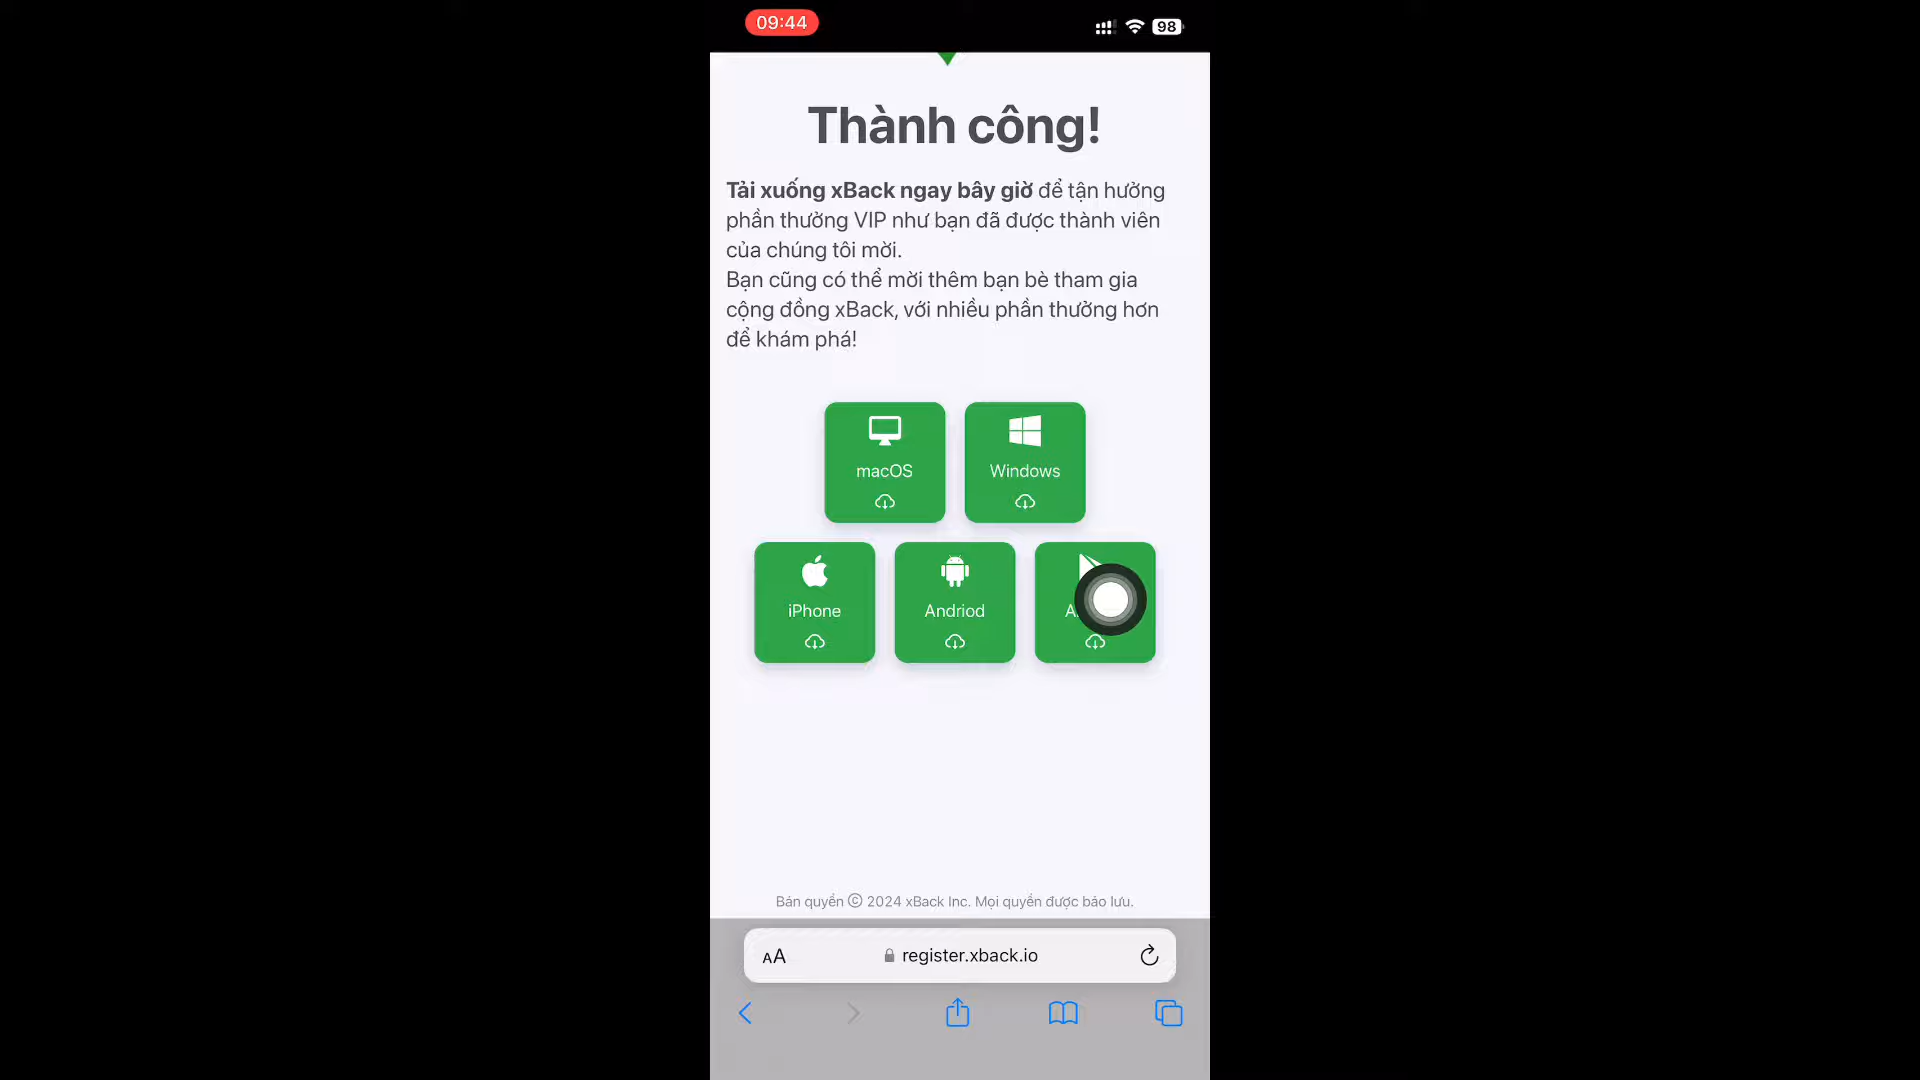 09:44
98
Thành công!
Tải xuống xBack ngay bây giờ để tận hưởng
phần thưởng VIP như bạn đã được thành viên
của chúng tôi mời.
Bạn cũng có thể mời thêm bạn bè tham gia
cộng đồng xBack, với nhiều phần thưởng hơn
để khám phá!
macOS
Windows
iPhone
Andriod
Bản quyền © 2024 xBack Inc. Mọi quyền được bảo lưu.
AA
register.xback.io